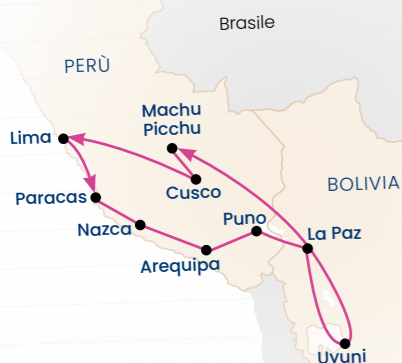 Brasile
PERÙ
Machu
Picchu
Lima
Cusco
BOLIVIA
Paracas
Puno
Nazca
La Paz
Arequipa
Uyuni